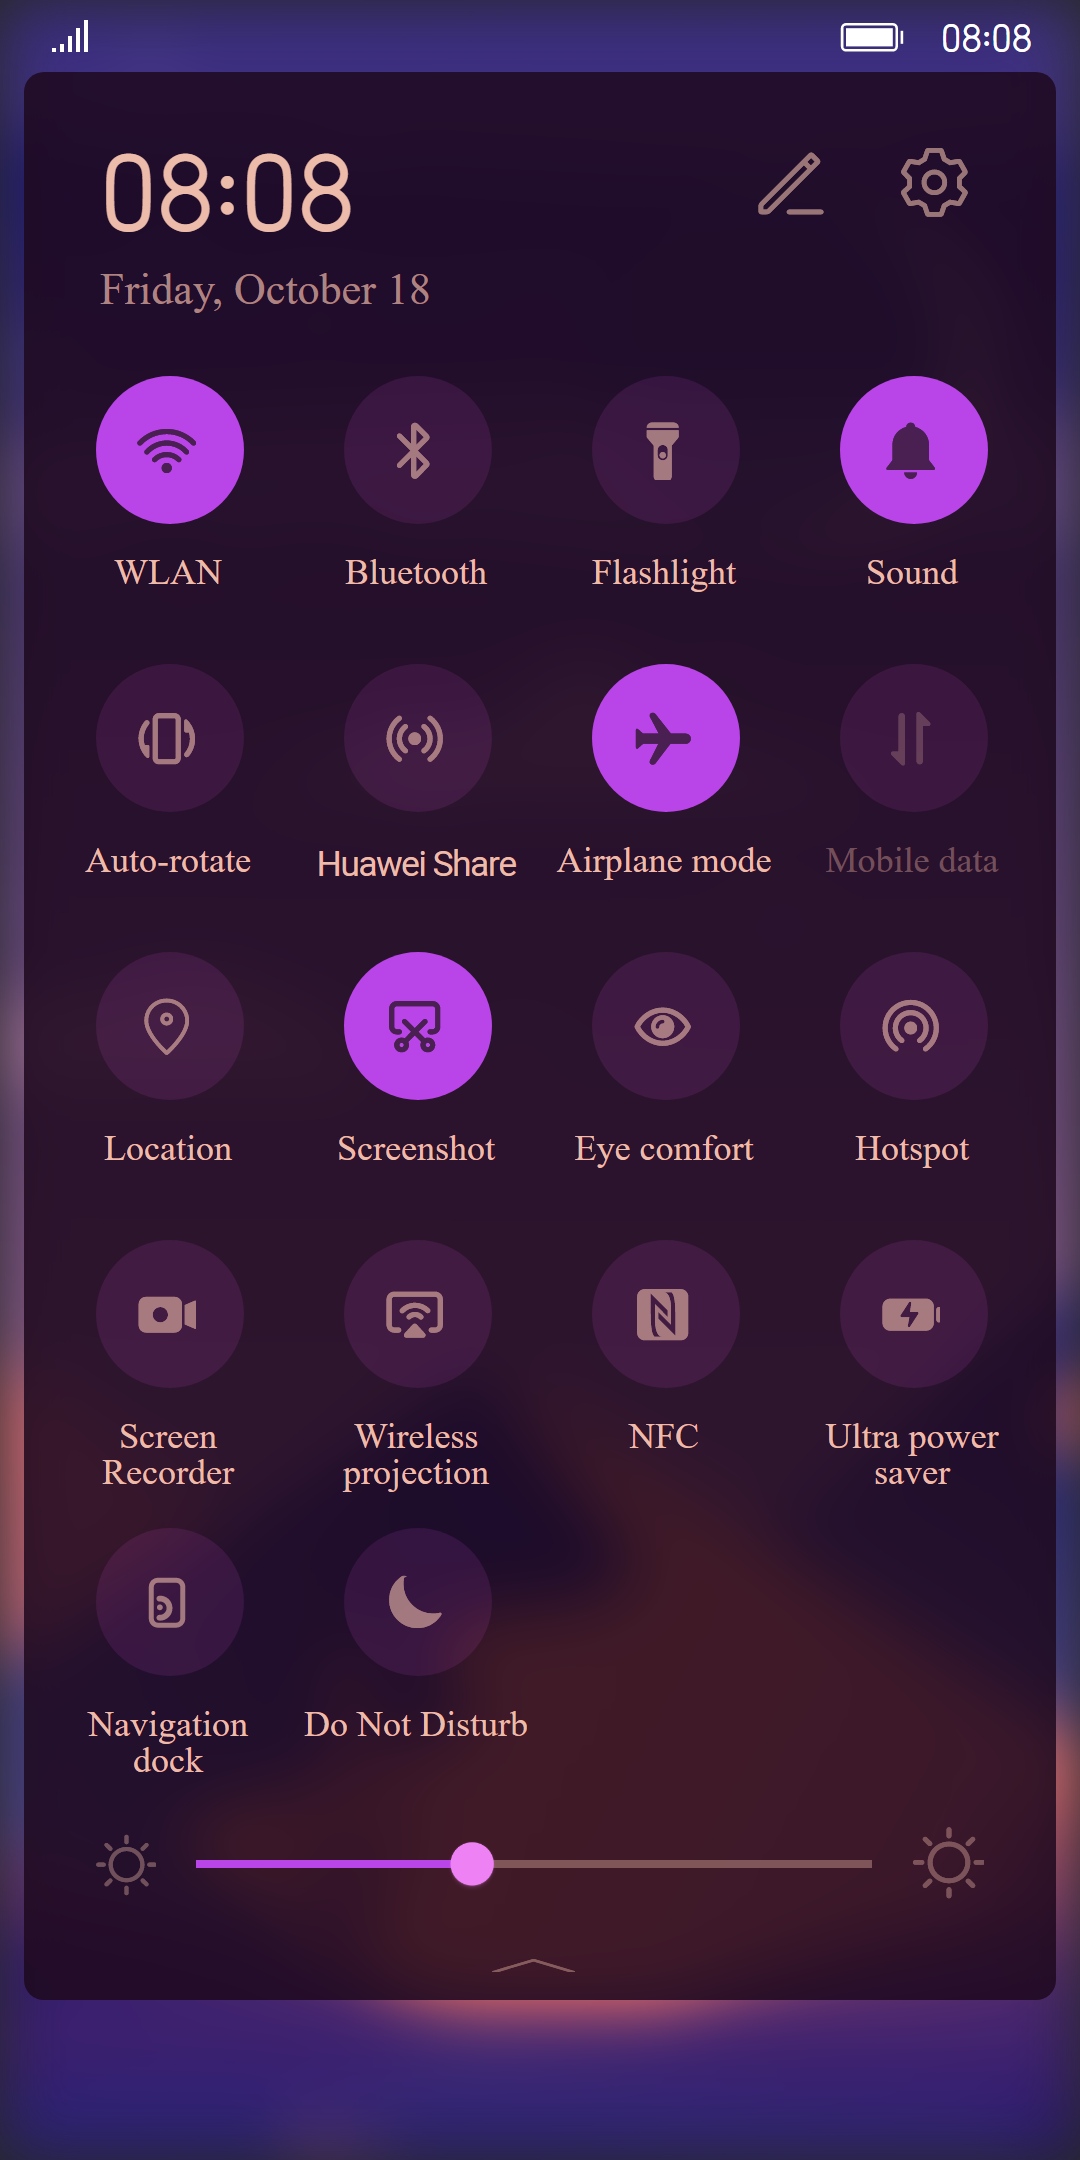 08:08
08:08
Friday, October 18
WLAN
Bluetooth
Flashlight
Sound
Auto-rotate
Huawei Share
Airplane mode
Mobile data
Location
Screenshot
Eye comfort
Hotspot
Screen
Recorder
Wireless
projection
NFC
Ultra power
saver
Navigation
dock
Do Not Disturb